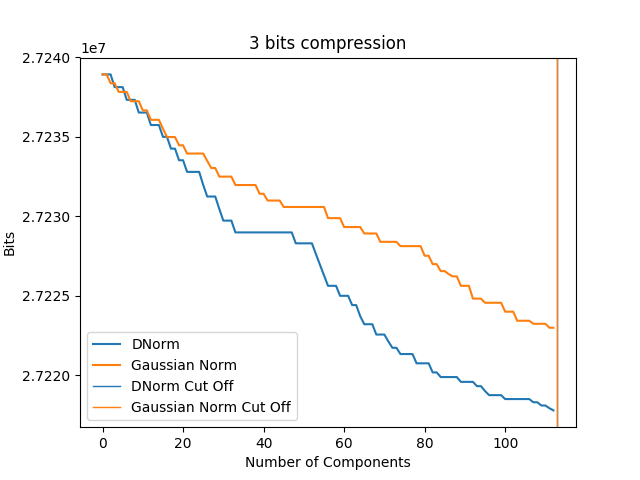 3 bits compression
1e7
2.7240
2.7235
2.7230
2.7225
2.7220
Bits
DNorm
Gaussian Norm
DNorm Cut Off
Gaussian Norm Cut Off
0 20 40 60 80 100
Number of Components